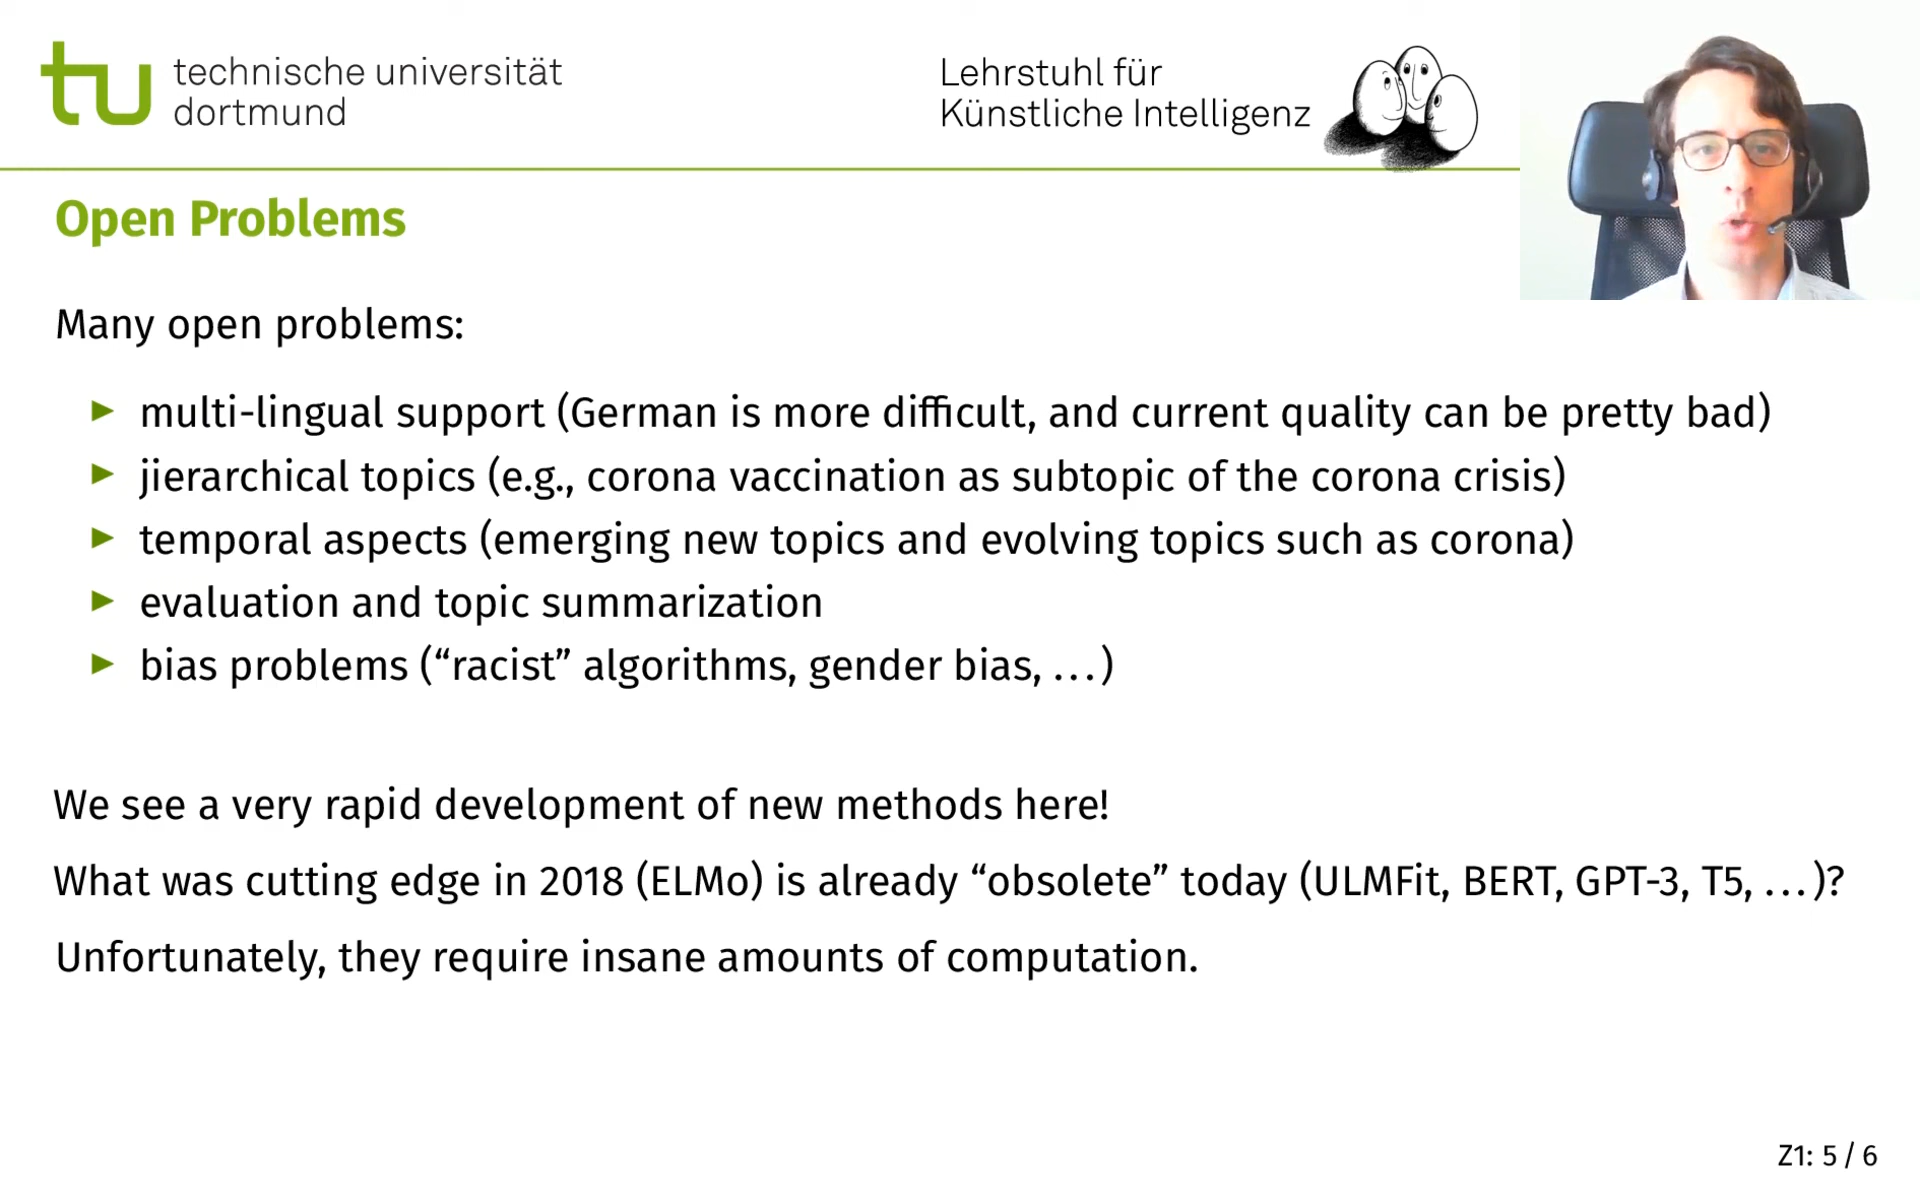 tu technische universität
dortmund
Lehrstuhl für
Künstliche Intelligenz
Open Problems
Many open problems:
► multi-lingual support (German is more difficult, and current quality can be pretty bad)
► jierarchical topics (e.g., corona vaccination as subtopic of the corona crisis)
► temporal aspects (emerging new topics and evolving topics such as corona)
► evaluation and topic summarization
► bias problems (“racist” algorithms, gender bias, …)
We see a very rapid development of new methods here!
What was cutting edge in 2018 (ELMo) is already “obsolete” today (ULMFit, BERT, GPT-3, T5, …)?
Unfortunately, they require insane amounts of computation.
Z1: 5 / 6